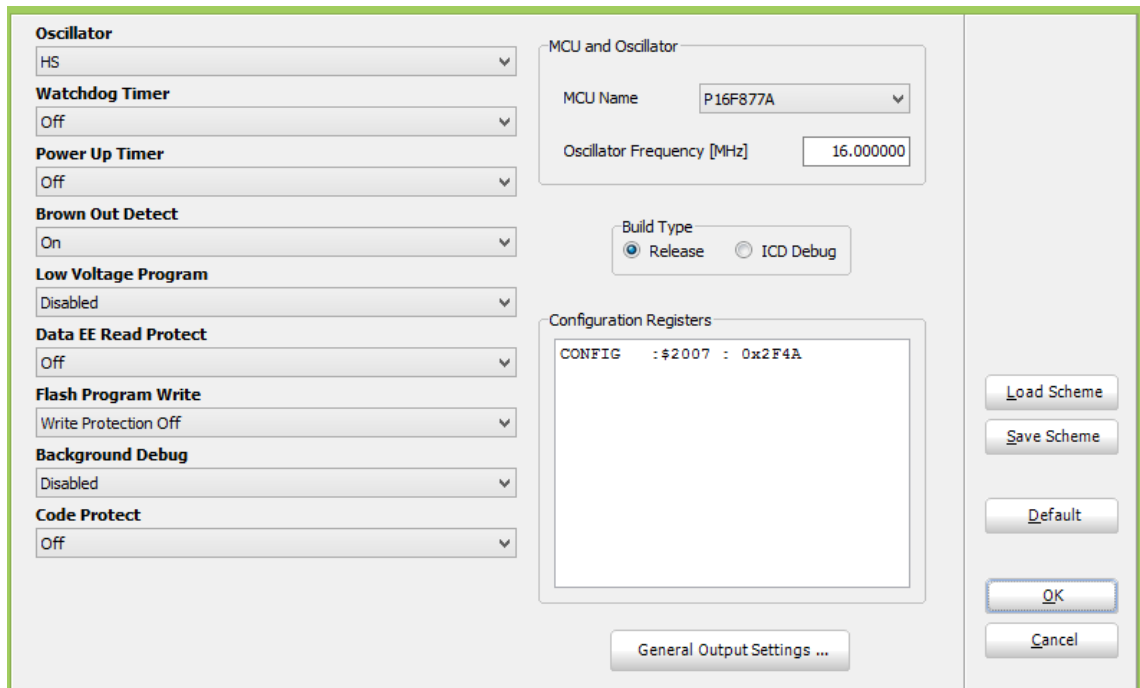 Oscillator
HS
Watchdog Timer
Off
Power Up Timer
Off
Brown Out Detect
On
Low Voltage Program
Disabled
Data EE Read Protect
Off
Flash Program Write
Write Protection Off
Background Debug
Disabled
Code Protect
Off
MCU and Oscillator
MCU Name P16F877A
Oscillator Frequency [MHz] 16.000000
Build Type
Release ICD Debug
Configuration Registers
CONFIG :$2007 : 0x2F4A
General Output Settings ...
Load Scheme
Save Scheme
Default
OK
Cancel